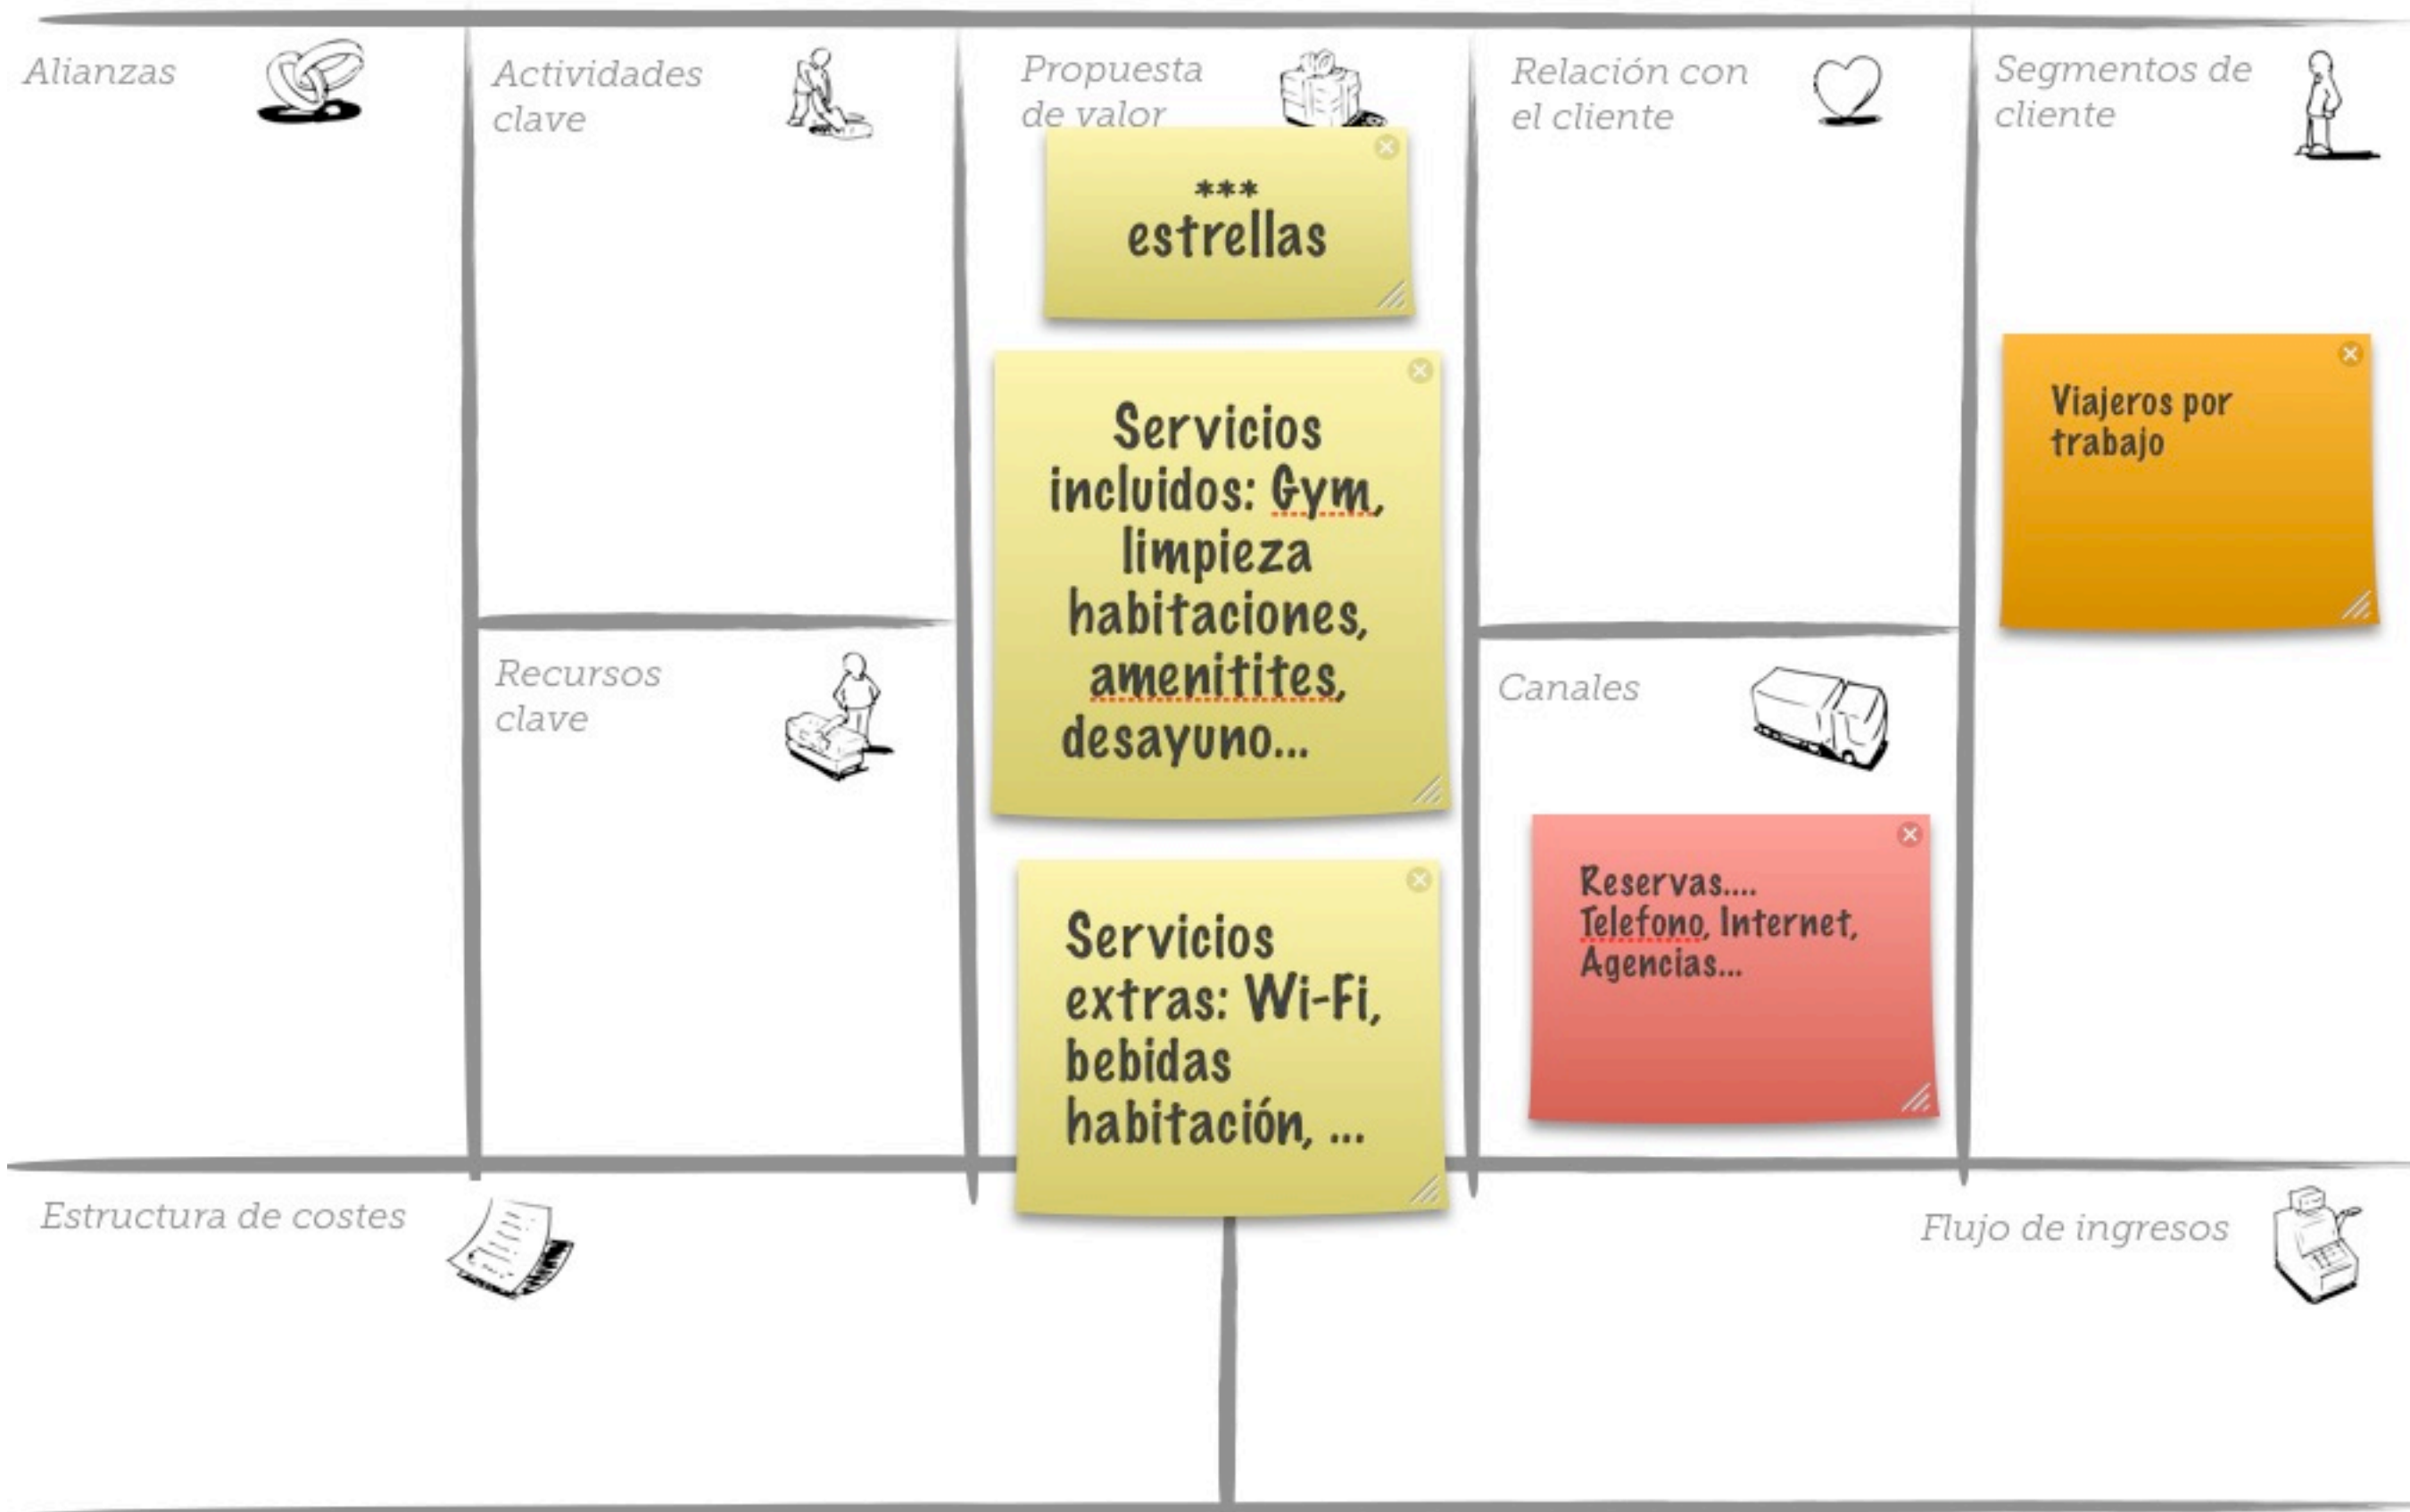 Alianzas
Actividades
clave
Propuesta
de valor
***
estrellas
Servicios
incluidos: Gym,
limpieza
habitaciones,
amenitites,
desayuno...
Servicios
extras: Wi-Fi,
bebidas
habitación, ...
Relación con
el cliente
Segmentos de
cliente
Viajeros por
trabajo
Recursos
clave
Canales
Reservas....
Telefono, Internet,
Agencias...
Estructura de costes
Flujo de ingresos